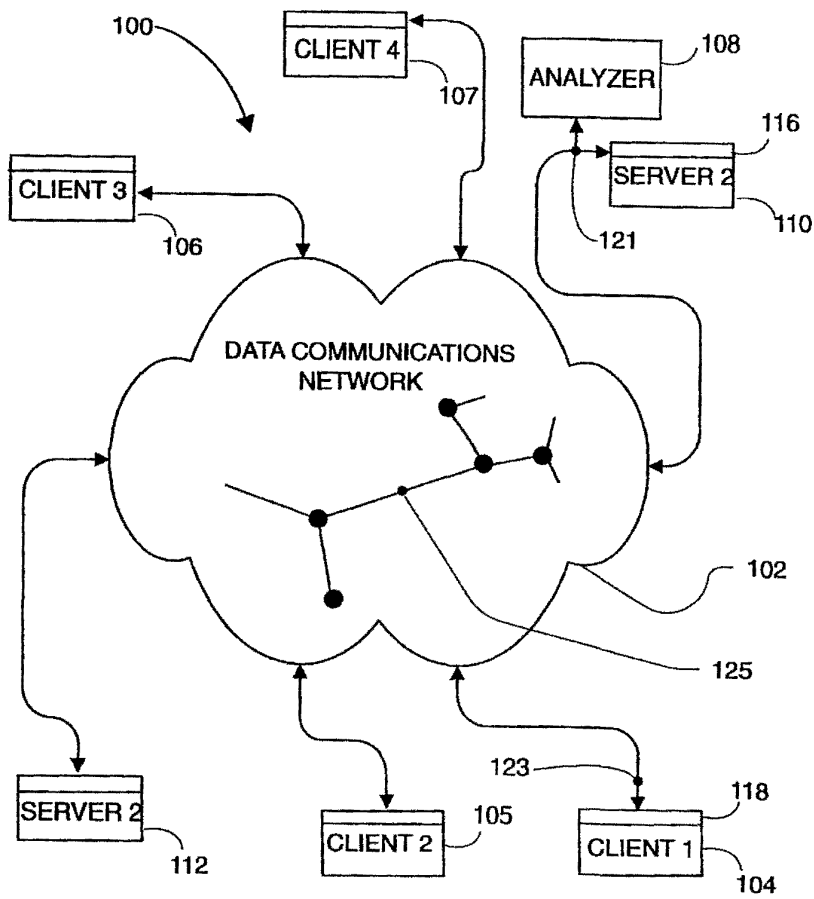 100
CLIENT 4
107
ANALYZER
108
116
SERVER 2
110
121
CLIENT 3
106
DATA COMMUNICATIONS
NETWORK
102
125
123
SERVER 2
112
CLIENT 2
105
118
CLIENT 1
104